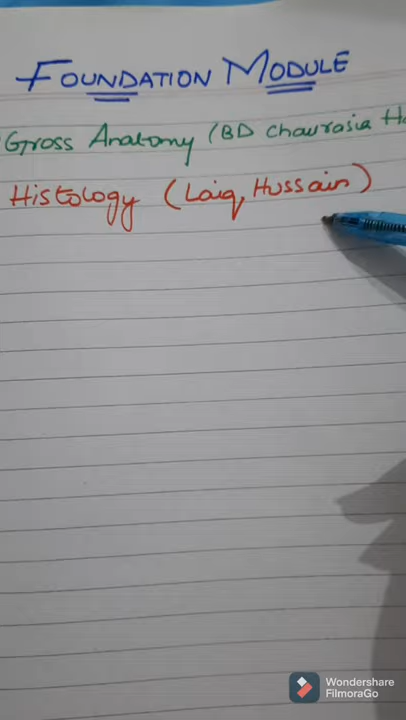 FOUNDATION MODULE
Gross Anatomy (BD Chaurasia
Histology (Laiq Hussain)
Wondershare
FilmoraGo